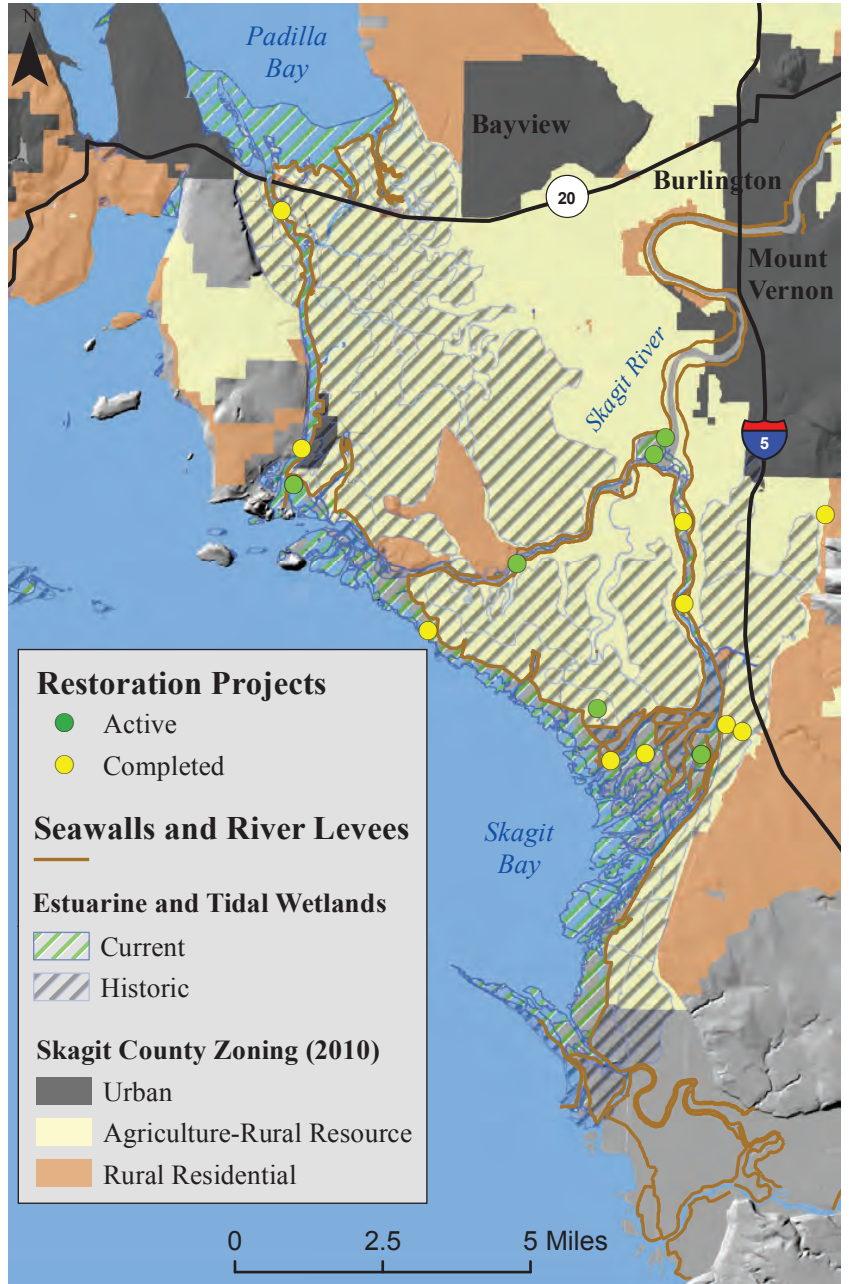 N
Padilla
Bay
Bayview
20
Burlington
Mount
Vernon
Skagit River
5
Restoration Projects
Active
Completed
Seawalls and River Levees
Estuarine and Tidal Wetlands
Current
Historic
Skagit County Zoning (2010)
Urban
Agriculture-Rural Resource
Rural Residential
Skagit
Bay
0 2.5 5 Miles